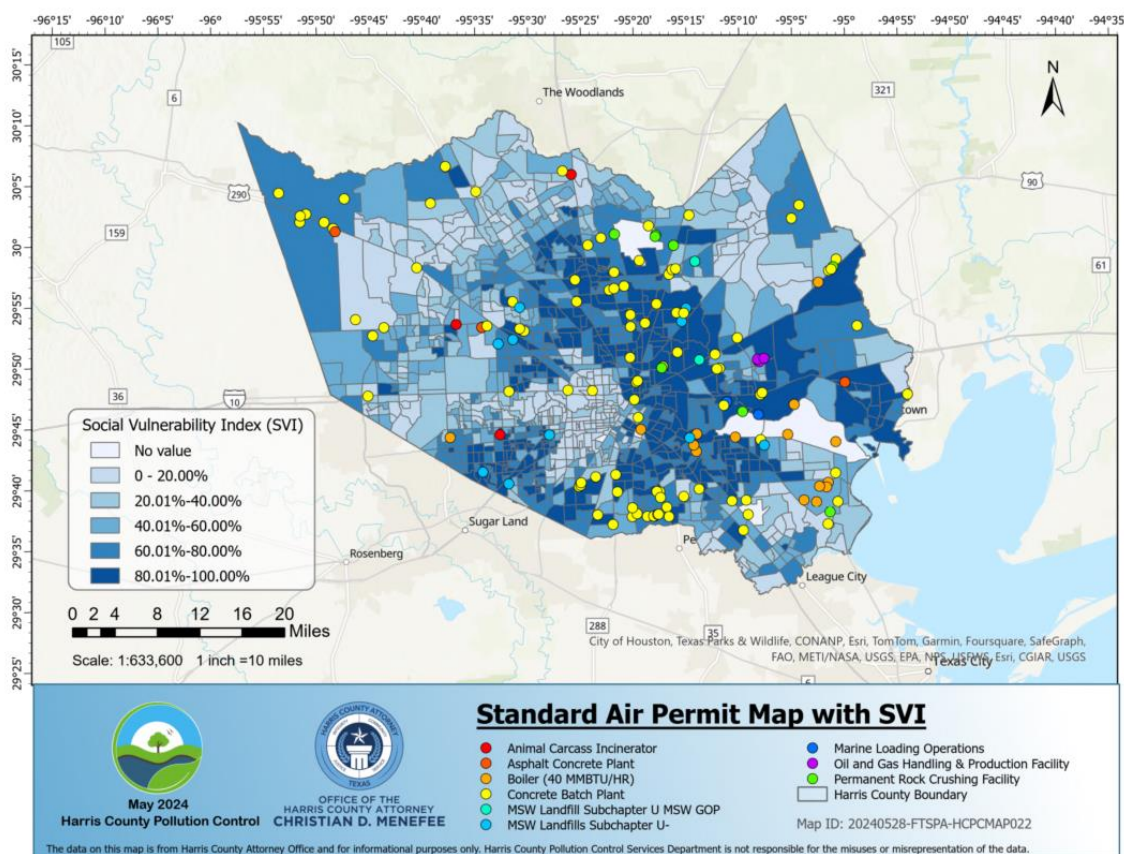 -96°5' -96° -95°55' -95°50' -95°45' -95°40' -95°35' -95°30' -95°25' -95°20' -95°15' -95°10' -95°5' -95° -94°55' -94°50' -94°45' -94°40' -94°35'
30°15'
30°10'
30°5'
30°
29°55'
29°50'
29°45'
29°40'
29°35'
29°30'
29°25'
105
6
The Woodlands
321
N
290
90
159
61
36
10
town
Sugar Land
Rosenberg
Pe
League City
288
35
Texas City
6
Social Vulnerability Index (SVI)
No value
0 - 20.00%
20.01%-40.00%
40.01%-60.00%
60.01%-80.00%
80.01%-100.00%
0 2 4 8 12 16 20
Miles
Scale: 1:633,600 1 inch =10 miles
City of Houston, Texas Parks & Wildlife, CONANP, Esri, TomTom, Garmin, Foursquare, SafeGraph,
FAO, METI/NASA, USGS, EPA, NPS, USFWS, Esri, CGIAR, USGS
Standard Air Permit Map with SVI
Animal Carcass Incinerator
Asphalt Concrete Plant
Boiler (40 MMBTU/HR)
Concrete Batch Plant
MSW Landfill Subchapter U MSW GOP
MSW Landfills Subchapter U-
Marine Loading Operations
Oil and Gas Handling & Production Facility
Permanent Rock Crushing Facility
Harris County Boundary
Map ID: 20240528-FTSPA-HCPCMAP022
May 2024
Harris County Pollution Control
HARRIS COUNTY ATTORNEY
TEXAS
OFFICE OF THE
HARRIS COUNTY ATTORNEY
CHRISTIAN D. MENEFEE
The data on this map is from Harris County Attorney Office and for informational purposes only. Harris County Pollution Control Services Department is not responsible for the misuses or misrepresentation of the data.